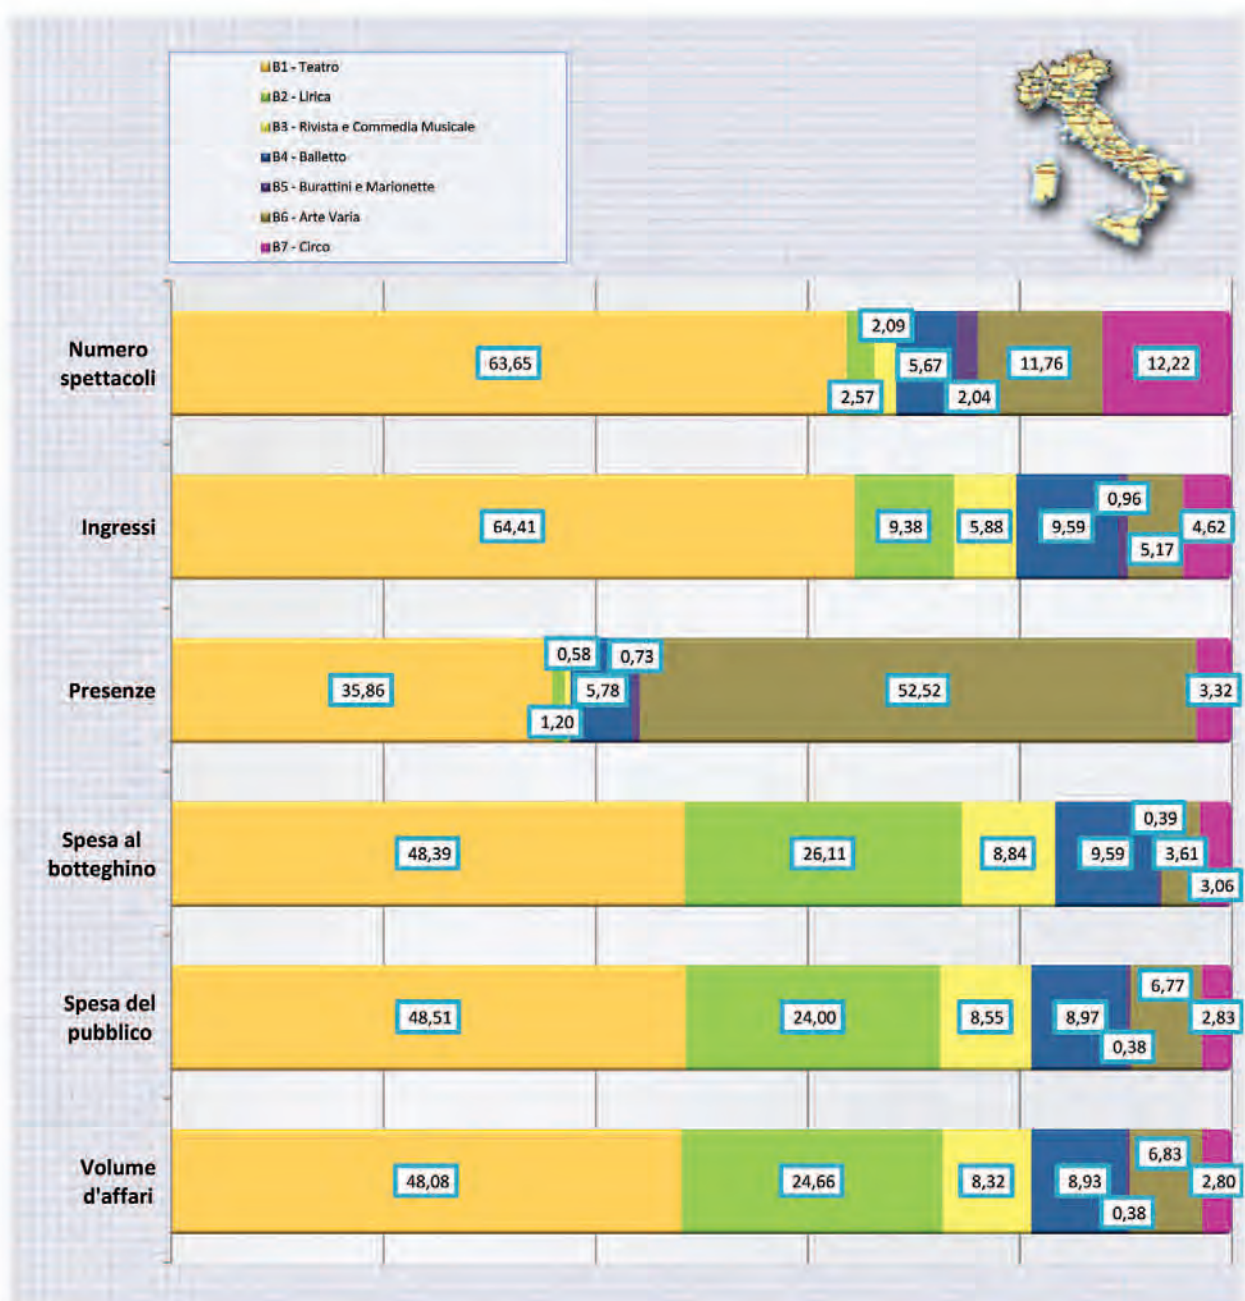 B1 - Teatro
B2 - Lirica
B3 - Rivista e Commedia Musicale
B4 - Balletto
B5 - Burattini e Marionette
B6 - Arte Varia
B7 - Circo
Numero
spettacoli
63,65
2,57
2,09
5,67
2,04
11,76
12,22
Ingressi
64,41
9,38
5,88
9,59
0,96
5,17
4,62
Presenze
35,86
1,20
0,58
5,78
0,73
52,52
3,32
Spesa al
botteghino
48,39
26,11
8,84
9,59
0,39
3,61
3,06
Spesa del
pubblico
48,51
24,00
8,55
8,97
0,38
6,77
2,83
Volume
d'affari
48,08
24,66
8,32
8,93
0,38
6,83
2,80